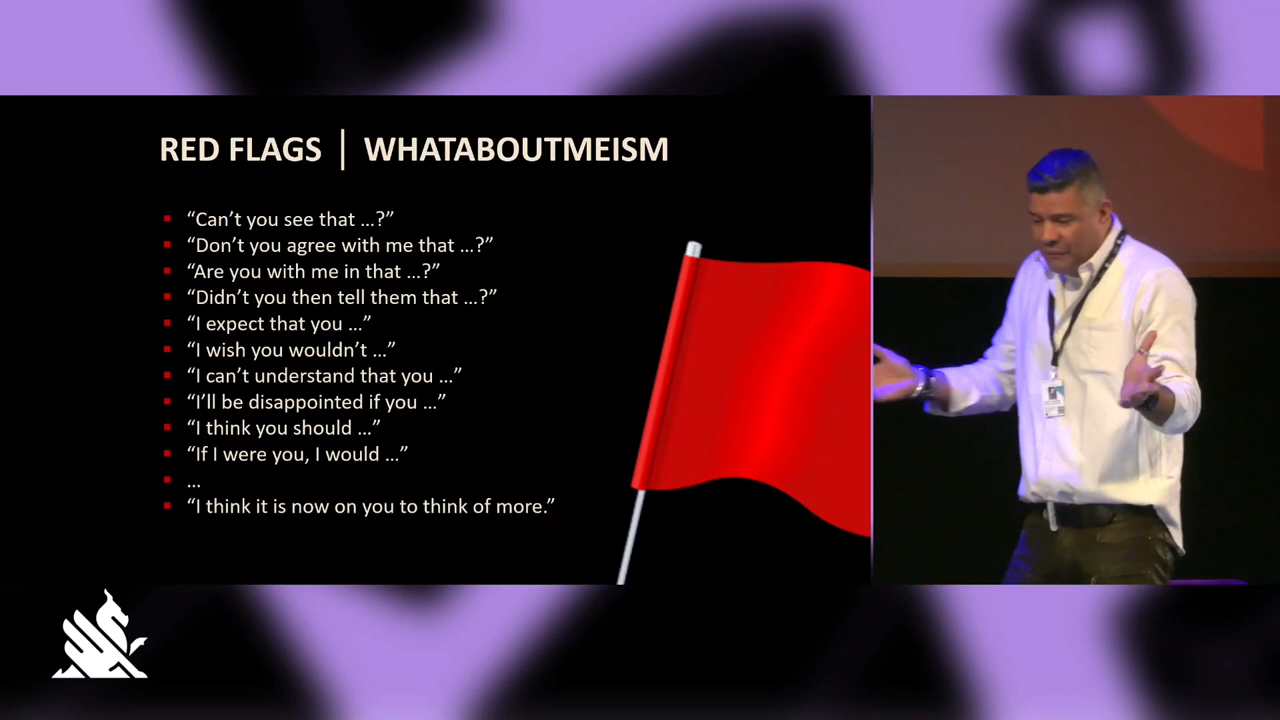 RED FLAGS | WHATABOUTMEISM
“Can’t you see that …?”
“Don’t you agree with me that …?”
“Are you with me in that …?”
“Didn’t you then tell them that …?”
“I expect that you …”
“I wish you wouldn’t …”
“I can’t understand that you …”
“I’ll be disappointed if you …”
“I think you should …”
“If I were you, I would …”
…
“I think it is now on you to think of more.”